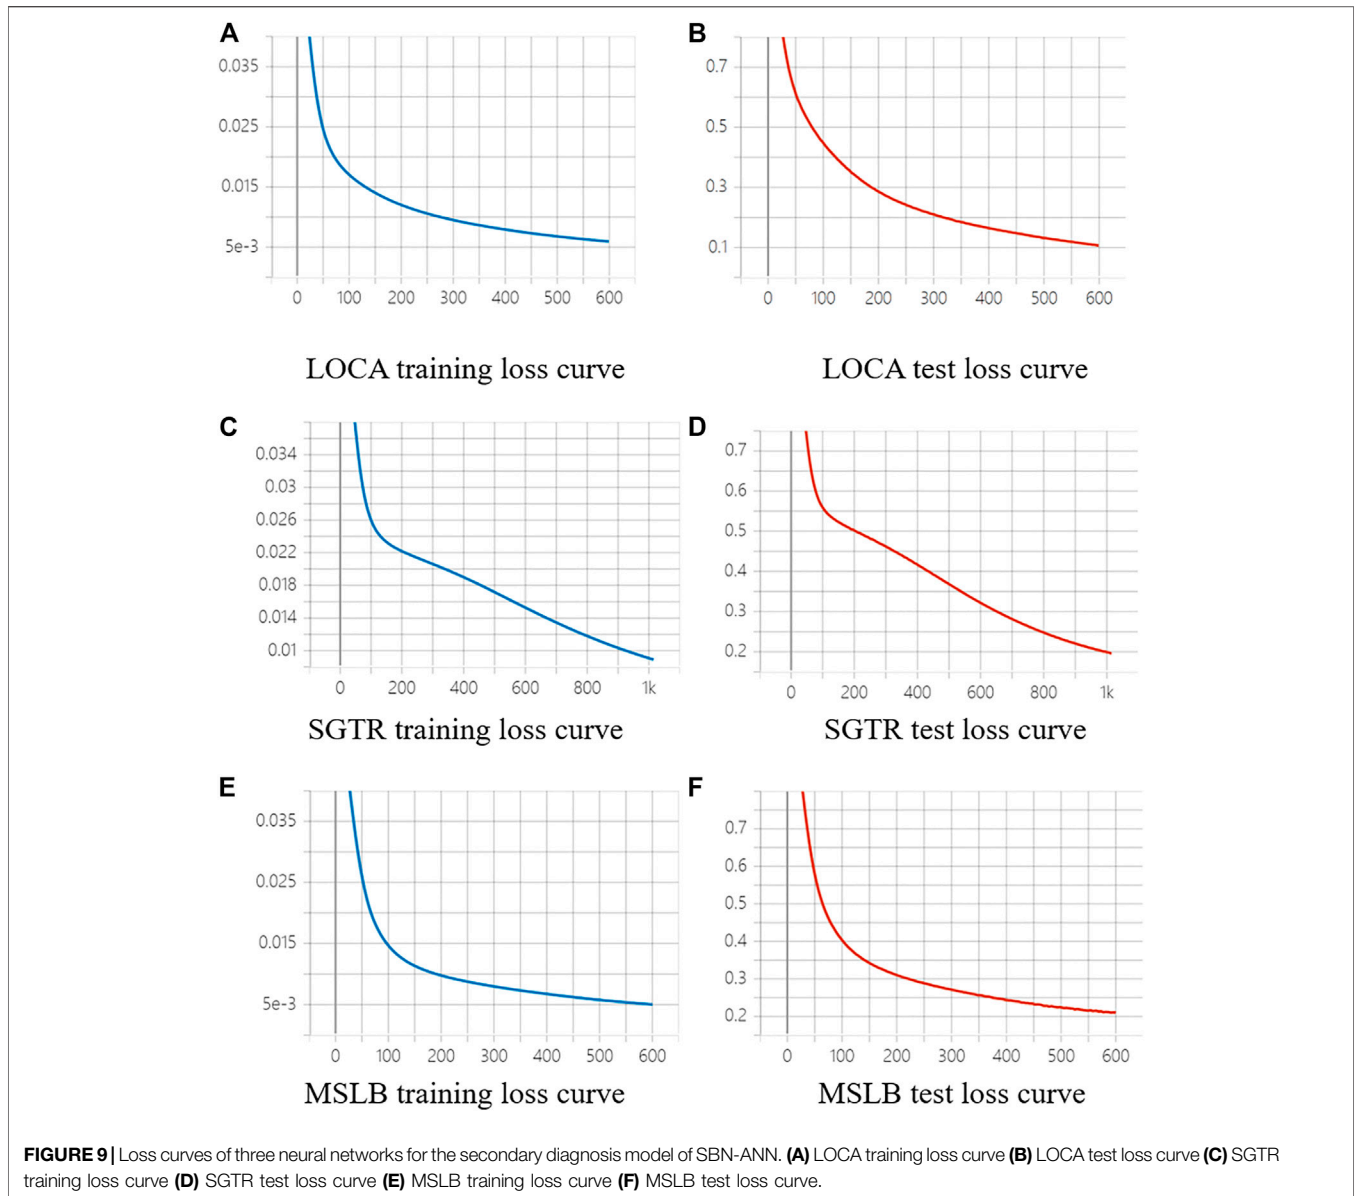 A
0.035
0.025
0.015
5e-3
0 100 200 300 400 500 600
LOCA training loss curve
B
0.7
0.5
0.3
0.1
0 100 200 300 400 500 600
LOCA test loss curve
C
0.034
0.03
0.026
0.022
0.018
0.014
0.01
0 200 400 600 800 1k
SGTR training loss curve
D
0.7
0.6
0.5
0.4
0.3
0.2
0 200 400 600 800 1k
SGTR test loss curve
E
0.035
0.025
0.015
5e-3
0 100 200 300 400 500 600
MSLB training loss curve
F
0.7
0.6
0.5
0.4
0.3
0.2
0 100 200 300 400 500 600
MSLB test loss curve
FIGURE 9 | Loss curves of three neural networks for the secondary diagnosis model of SBN-ANN. (A) LOCA training loss curve (B) LOCA test loss curve (C) SGTR
training loss curve (D) SGTR test loss curve (E) MSLB training loss curve (F) MSLB test loss curve.